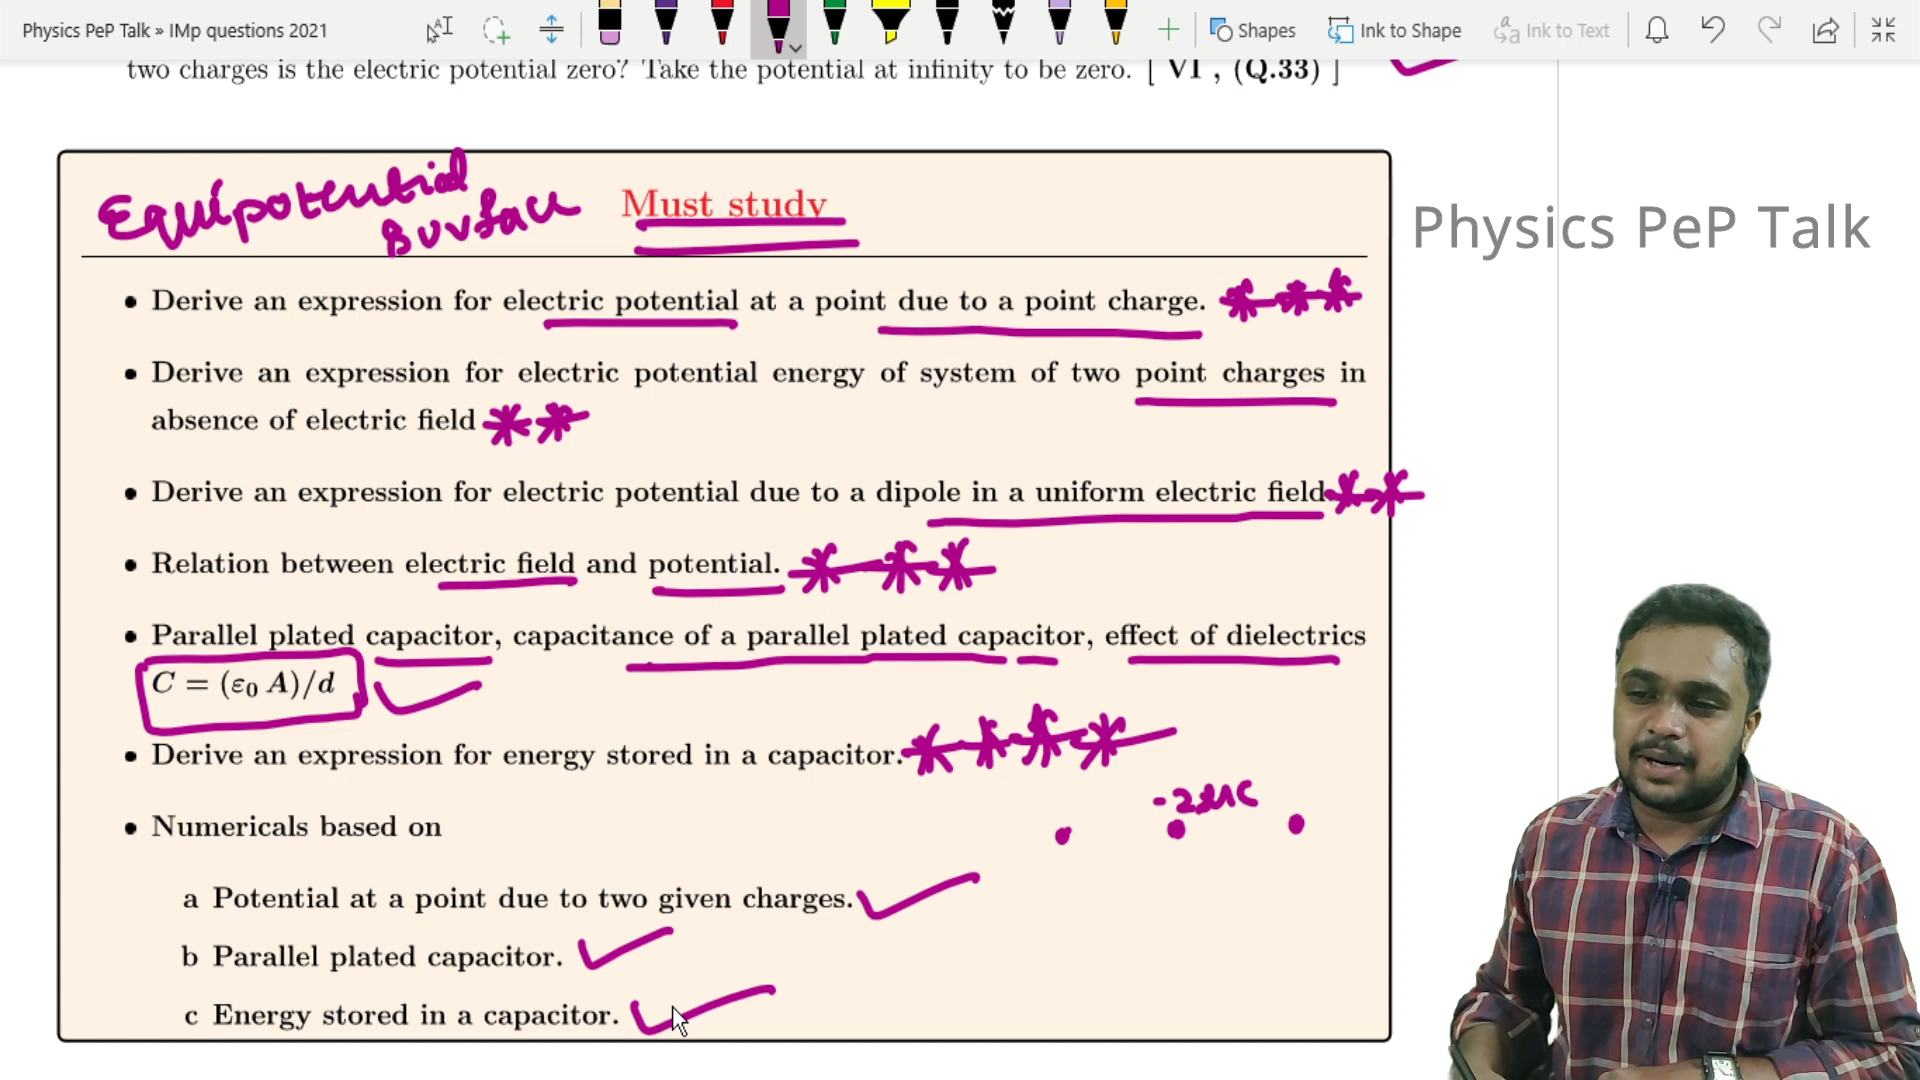 Physics PeP Talk » IMp questions 2021
Shapes
Ink to Shape
Ink to Text
two charges is the electric potential zero? Take the potential at infinity to be zero. [ VI , (Q.33) ]
Equipotential
Surface
Must study
Physics PeP Talk
• Derive an expression for electric potential at a point due to a point charge.
• Derive an expression for electric potential energy of system of two point charges in
absence of electric field
• Derive an expression for electric potential due to a dipole in a uniform electric field
• Relation between electric field and potential.
• Parallel plated capacitor, capacitance of a parallel plated capacitor, effect of dielectrics
C = (ε₀ A)/d
• Derive an expression for energy stored in a capacitor.
• Numericals based on
a Potential at a point due to two given charges.
b Parallel plated capacitor.
c Energy stored in a capacitor.